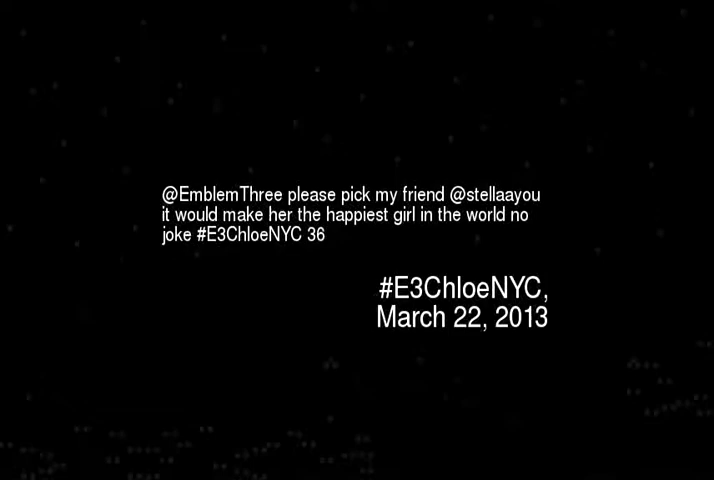 @EmblemThree please pick my friend @stellaayou
it would make her the happiest girl in the world no
joke #E3ChloeNYC 36
#E3ChloeNYC,
March 22, 2013